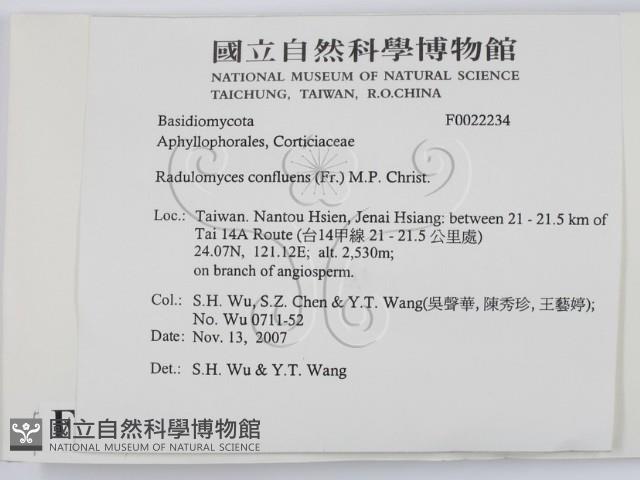 國立自然科學博物館
NATIONAL MUSEUM OF NATURAL SCIENCE
TAICHUNG, TAIWAN, R.O.CHINA
Basidiomycota F0022234
Aphyllophorales, Corticiaceae
Radulomyces confluens (Fr.) M.P. Christ.
Loc.: Taiwan. Nantou Hsien, Jenai Hsiang: between 21 - 21.5 km of
Tai 14A Route (台14甲線 21 - 21.5 公里處)
24.07N, 121.12E; alt. 2,530m;
on branch of angiosperm.
Col.: S.H. Wu, S.Z. Chen & Y.T. Wang(吳聲華, 陳秀珍, 王藝婷);
No. Wu 0711-52
Date: Nov. 13, 2007
Det.: S.H. Wu & Y.T. Wang
F
國立自然科學博物館
NATIONAL MUSEUM OF NATURAL SCIENCE